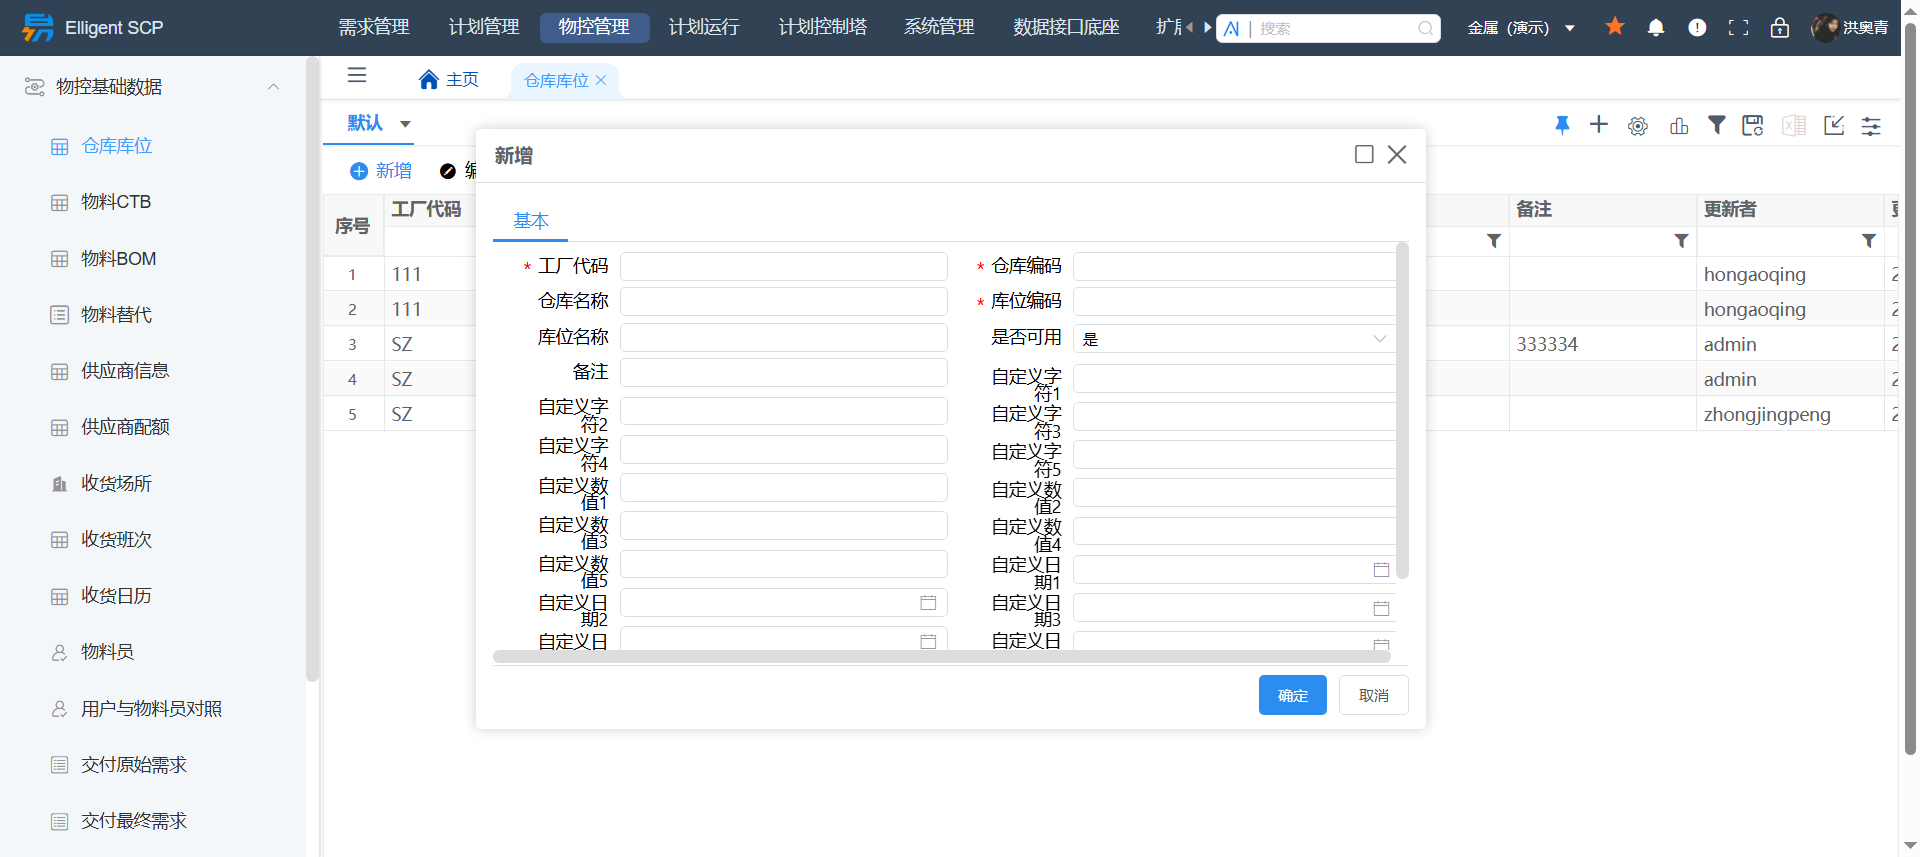 Elligent SCP
需求管理 计划管理 物控管理 计划运行 计划控制塔 系统管理 数据接口底座
搜索
金属（演示）
洪奥青
物控基础数据
仓库库位
物料CTB
物料BOM
物料替代
供应商信息
供应商配额
收货场所
收货班次
收货日历
物料员
用户与物料员对照
交付原始需求
交付最终需求
主页 仓库库位
默认
新增
序号 工厂代码 备注 更新者
1 111 hongaoqing
2 111 hongaoqing
3 SZ 333334 admin
4 SZ admin
5 SZ zhongjingpeng
新增
基本
* 工厂代码 * 仓库编码
仓库名称 * 库位编码
库位名称 是否可用 是
备注 自定义字符1
自定义字符2 自定义字符3
自定义字符4 自定义字符5
自定义数值1 自定义数值2
自定义数值3 自定义数值4
自定义数值5 自定义日期1
自定义日期2 自定义日期3
自定义日 自定义日
确定 取消